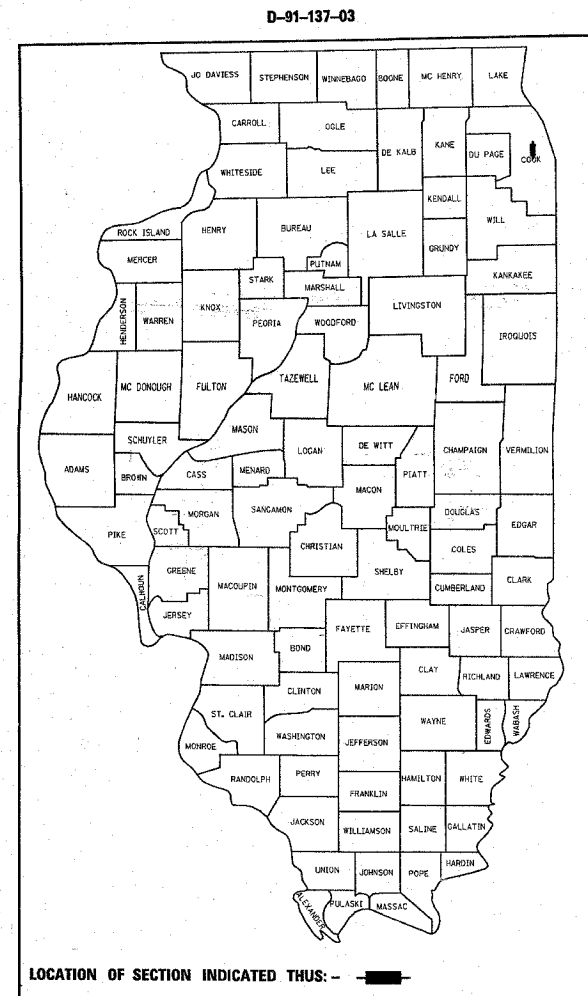 D-91-137-03
JO DAVIESS STEPHENSON WINNEBAGO BOONE MC HENRY LAKE
CARROLL OGLE DE KALB KANE DU PAGE COOK
WHITESIDE LEE
KENDALL
ROCK ISLAND HENRY BUREAU LA SALLE GRUNDY WILL
MERCER PUTNAM KANKAKEE
STARK MARSHALL
HENDERSON WARREN KNOX PEORIA WOODFORD LIVINGSTON IROQUOIS
HANCOCK MC DONOUGH FULTON TAZEWELL MC LEAN FORD
MASON
SCHUYLER LOGAN DE WITT CHAMPAIGN VERMILION
ADAMS BROWN CASS MENARD PIATT
MACON
PIKE SCOTT MORGAN SANGAMON MOULTRIE DOUGLAS EDGAR
CHRISTIAN COLES
CALHOUN GREENE MACOUPIN MONTGOMERY SHELBY CUMBERLAND CLARK
JERSEY
FAYETTE EFFINGHAM JASPER CRAWFORD
MADISON BOND
CLAY RICHLAND LAWRENCE
CLINTON MARION
ST. CLAIR WAYNE EDWARDS WABASH
MONROE WASHINGTON JEFFERSON
RANDOLPH PERRY HAMILTON WHITE
FRANKLIN
JACKSON WILLIAMSON SALINE GALLATIN
UNION JOHNSON POPE HARDIN
ALEXANDER PULASKI MASSAC
LOCATION OF SECTION INDICATED THUS: -